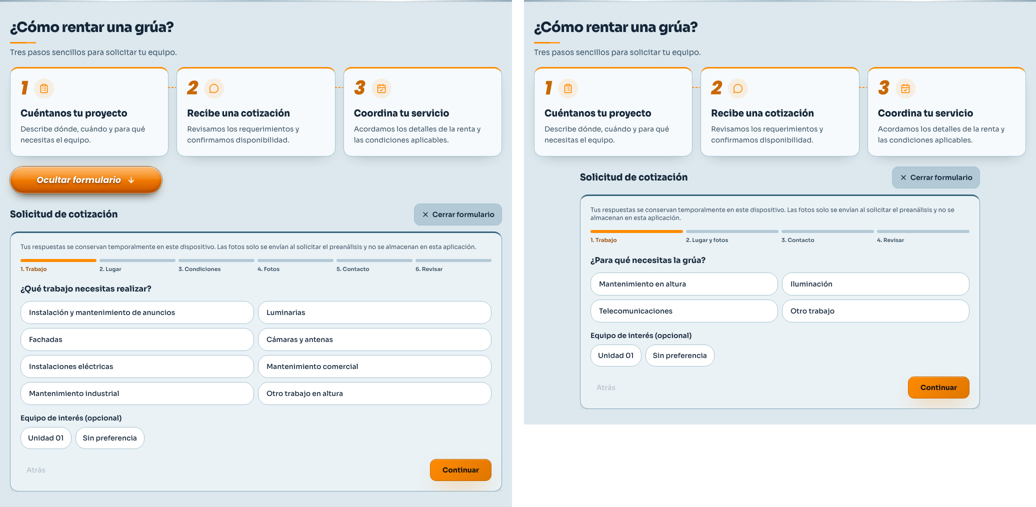 ¿Cómo rentar una grúa?
Tres pasos sencillos para solicitar tu equipo.
1
Cuéntanos tu proyecto
Describe dónde, cuándo y para qué
necesitas el equipo.
2
Recibe una cotización
Revisamos los requerimientos y
confirmamos disponibilidad.
3
Coordina tu servicio
Acordamos los detalles de la renta y
las condiciones aplicables.
Ocultar formulario ↓
Solicitud de cotización
× Cerrar formulario
Tus respuestas se conservan temporalmente en este dispositivo. Las fotos solo se envían al solicitar el preanálisis y no se almacenan en esta aplicación.
1. Trabajo
2. Lugar
3. Condiciones
4. Fotos
5. Contacto
6. Revisar
¿Qué trabajo necesitas realizar?
Instalación y mantenimiento de anuncios
Luminarias
Fachadas
Cámaras y antenas
Instalaciones eléctricas
Mantenimiento comercial
Mantenimiento industrial
Otro trabajo en altura
Equipo de interés (opcional)
Unidad 01
Sin preferencia
Atrás
Continuar
¿Cómo rentar una grúa?
Tres pasos sencillos para solicitar tu equipo.
1
Cuéntanos tu proyecto
Describe dónde, cuándo y para qué
necesitas el equipo.
2
Recibe una cotización
Revisamos los requerimientos y
confirmamos disponibilidad.
3
Coordina tu servicio
Acordamos los detalles de la renta y
las condiciones aplicables.
Solicitud de cotización
× Cerrar formulario
Tus respuestas se conservan temporalmente en este dispositivo. Las fotos solo se envían al solicitar el preanálisis y no se
almacenan en esta aplicación.
1. Trabajo
2. Lugar y fotos
3. Contacto
4. Revisar
¿Para qué necesitas la grúa?
Mantenimiento en altura
Iluminación
Telecomunicaciones
Otro trabajo
Equipo de interés (opcional)
Unidad 01
Sin preferencia
Atrás
Continuar